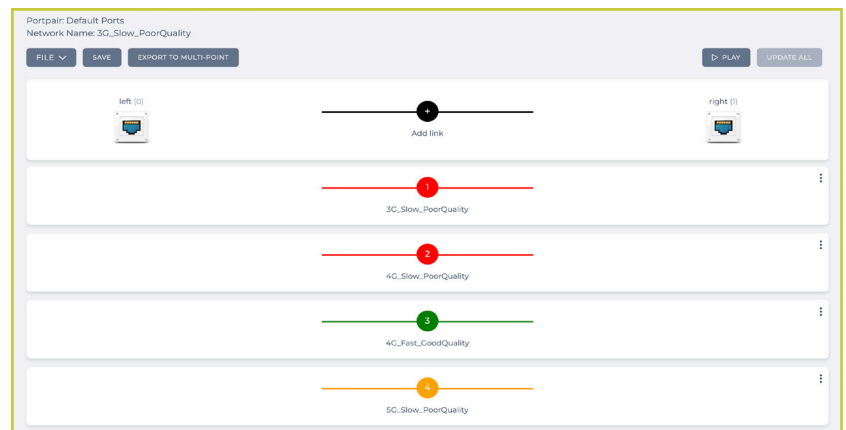 Portpair: Default Ports
Network Name: 3G_Slow_PoorQuality
FILE SAVE EXPORT TO MULTI-POINT PLAY UPDATE ALL
left (0) right (1)
+
Add link
1
3G_Slow_PoorQuality
2
4G_Slow_PoorQuality
3
4G_Fast_GoodQuality
4
5G_Slow_PoorQuality